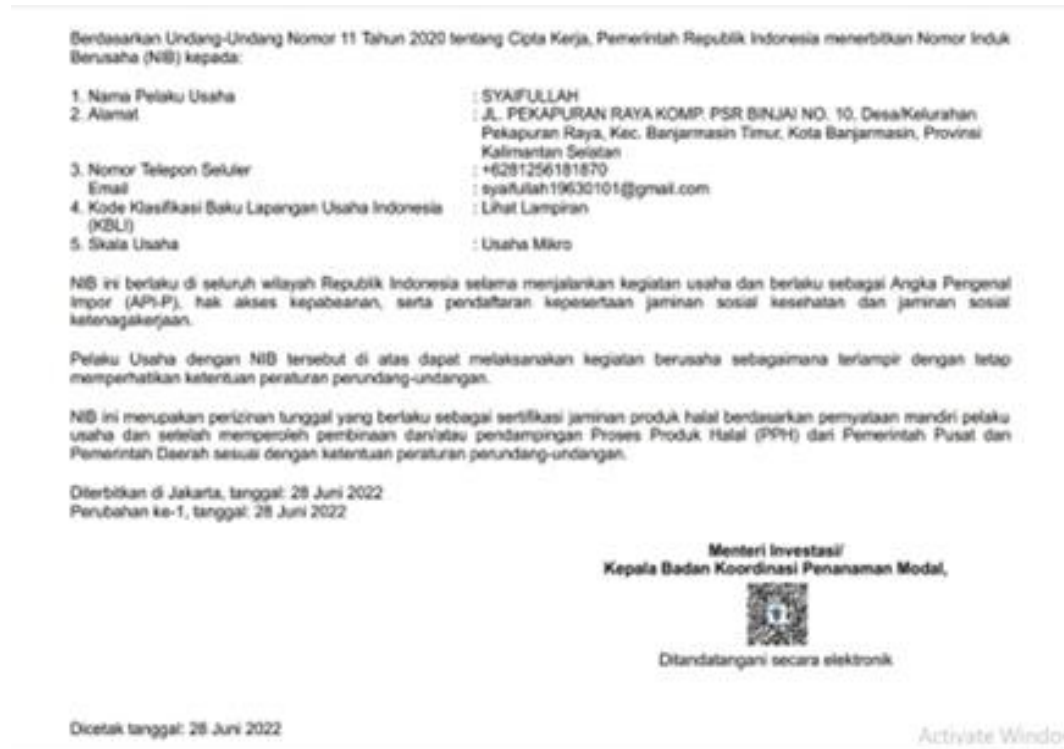 Berdasarkan Undang-Undang Nomor 11 Tahun 2020 tentang Cipta Kerja, Pemerintah Republik Indonesia menerbitkan Nomor Induk
Berusaha (NIB) kepada:
1. Nama Pelaku Usaha : SYAIFULLAH
2. Alamat : JL. PEKAPURAN RAYA KOMP. PSR BINJAI NO. 10, Desa/Kelurahan
Pekapuran Raya, Kec. Banjarmasin Timur, Kota Banjarmasin, Provinsi
Kalimantan Selatan
3. Nomor Telepon Seluler : +6281256181870
Email : syaifullah19630101@gmail.com
4. Kode Klasifikasi Baku Lapangan Usaha Indonesia : Lihat Lampiran
(KBLI)
5. Skala Usaha : Usaha Mikro
NIB ini berlaku di seluruh wilayah Republik Indonesia selama menjalankan kegiatan usaha dan berlaku sebagai Angka Pengenal
Impor (API-P), hak akses kepabeanan, serta pendaftaran kepesertaan jaminan sosial kesehatan dan jaminan sosial
ketenagakerjaan.
Pelaku Usaha dengan NIB tersebut di atas dapat melaksanakan kegiatan berusaha sebagaimana terlampir dengan tetap
memperhatikan ketentuan peraturan perundang-undangan.
NIB ini merupakan perizinan tunggal yang berlaku sebagai sertifikasi jaminan produk halal berdasarkan pernyataan mandiri pelaku
usaha dan setelah memperoleh pembinaan dan/atau pendampingan Proses Produk Halal (PPH) dari Pemerintah Pusat dan
Pemerintah Daerah sesuai dengan ketentuan peraturan perundang-undangan.
Diterbitkan di Jakarta, tanggal: 28 Juni 2022
Perubahan ke-1, tanggal: 28 Juni 2022
Menteri Investasi/
Kepala Badan Koordinasi Penanaman Modal,
Ditandatangani secara elektronik
Dicetak tanggal: 28 Juni 2022
Activate Windo